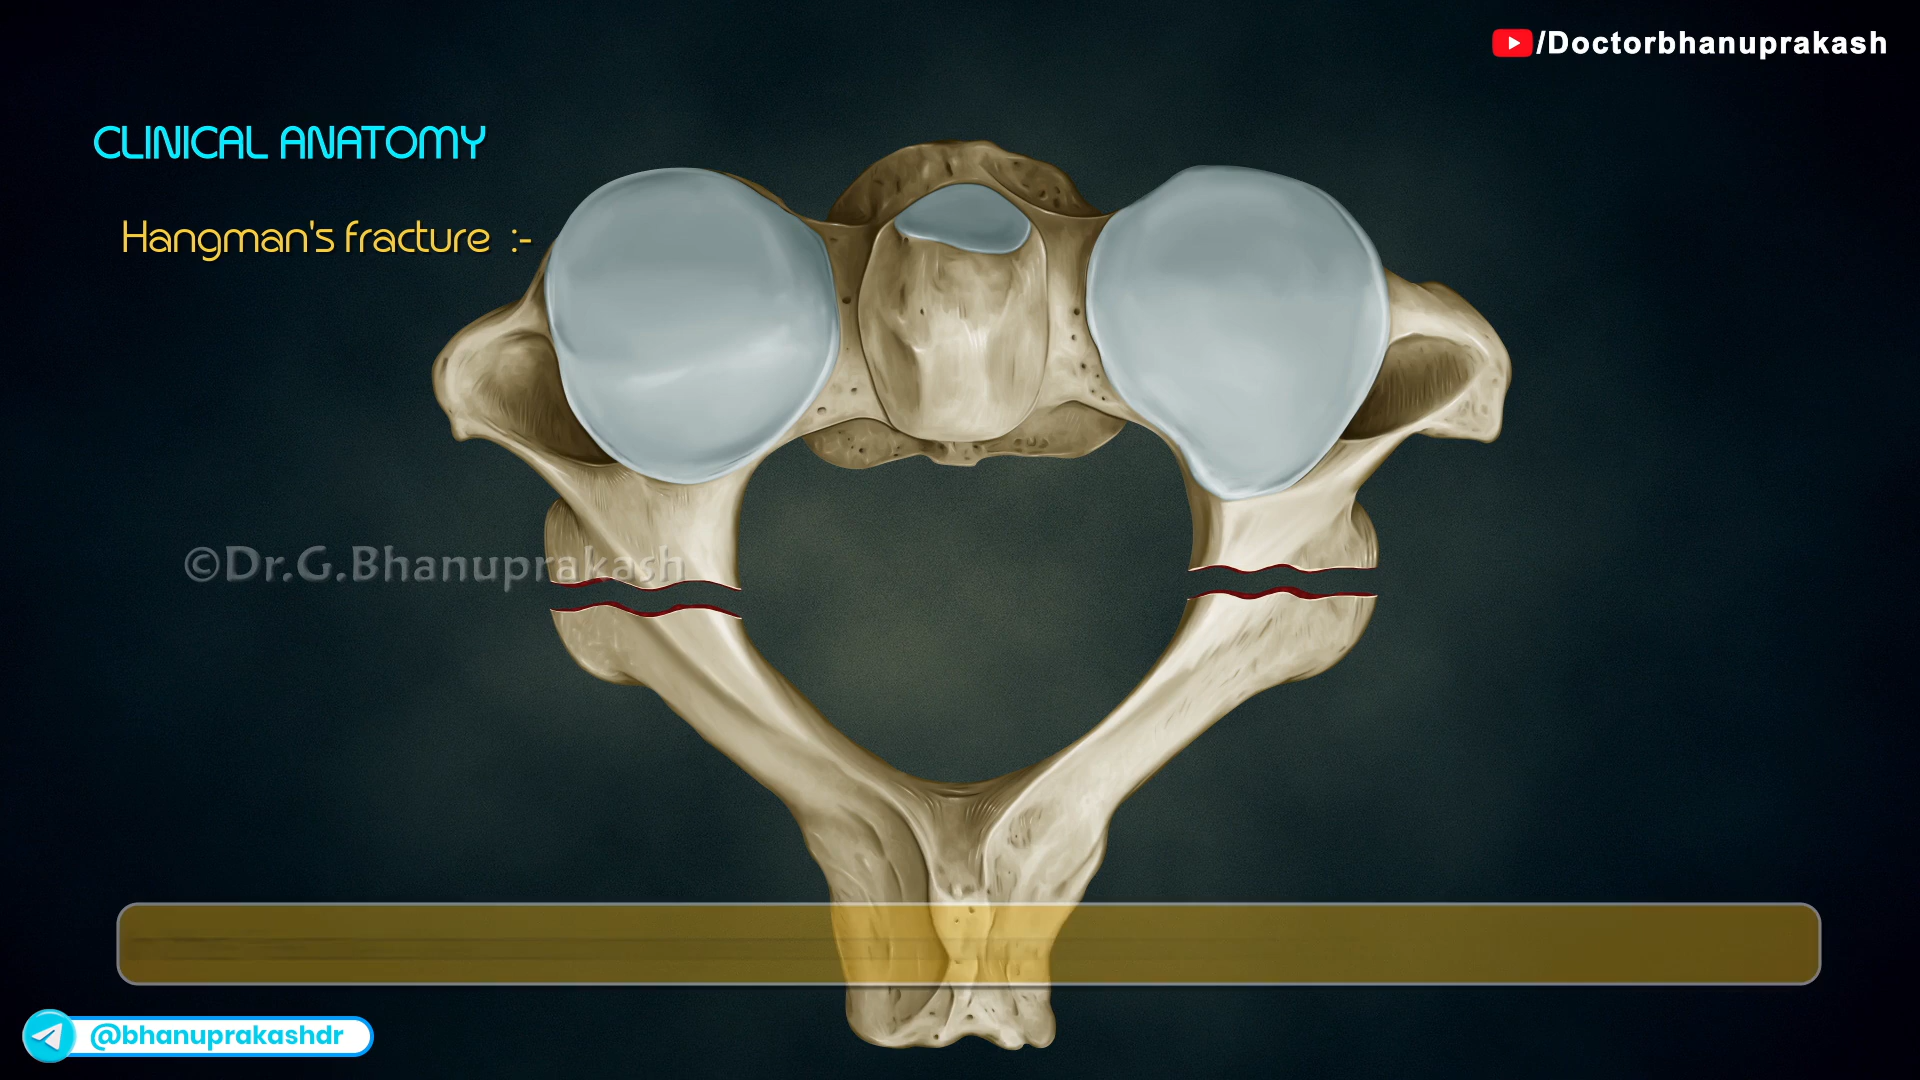 /Doctorbhanuprakash
CLINICAL ANATOMY
Hangman's fracture :-
©Dr.G.Bhanuprakash
@bhanuprakashdr